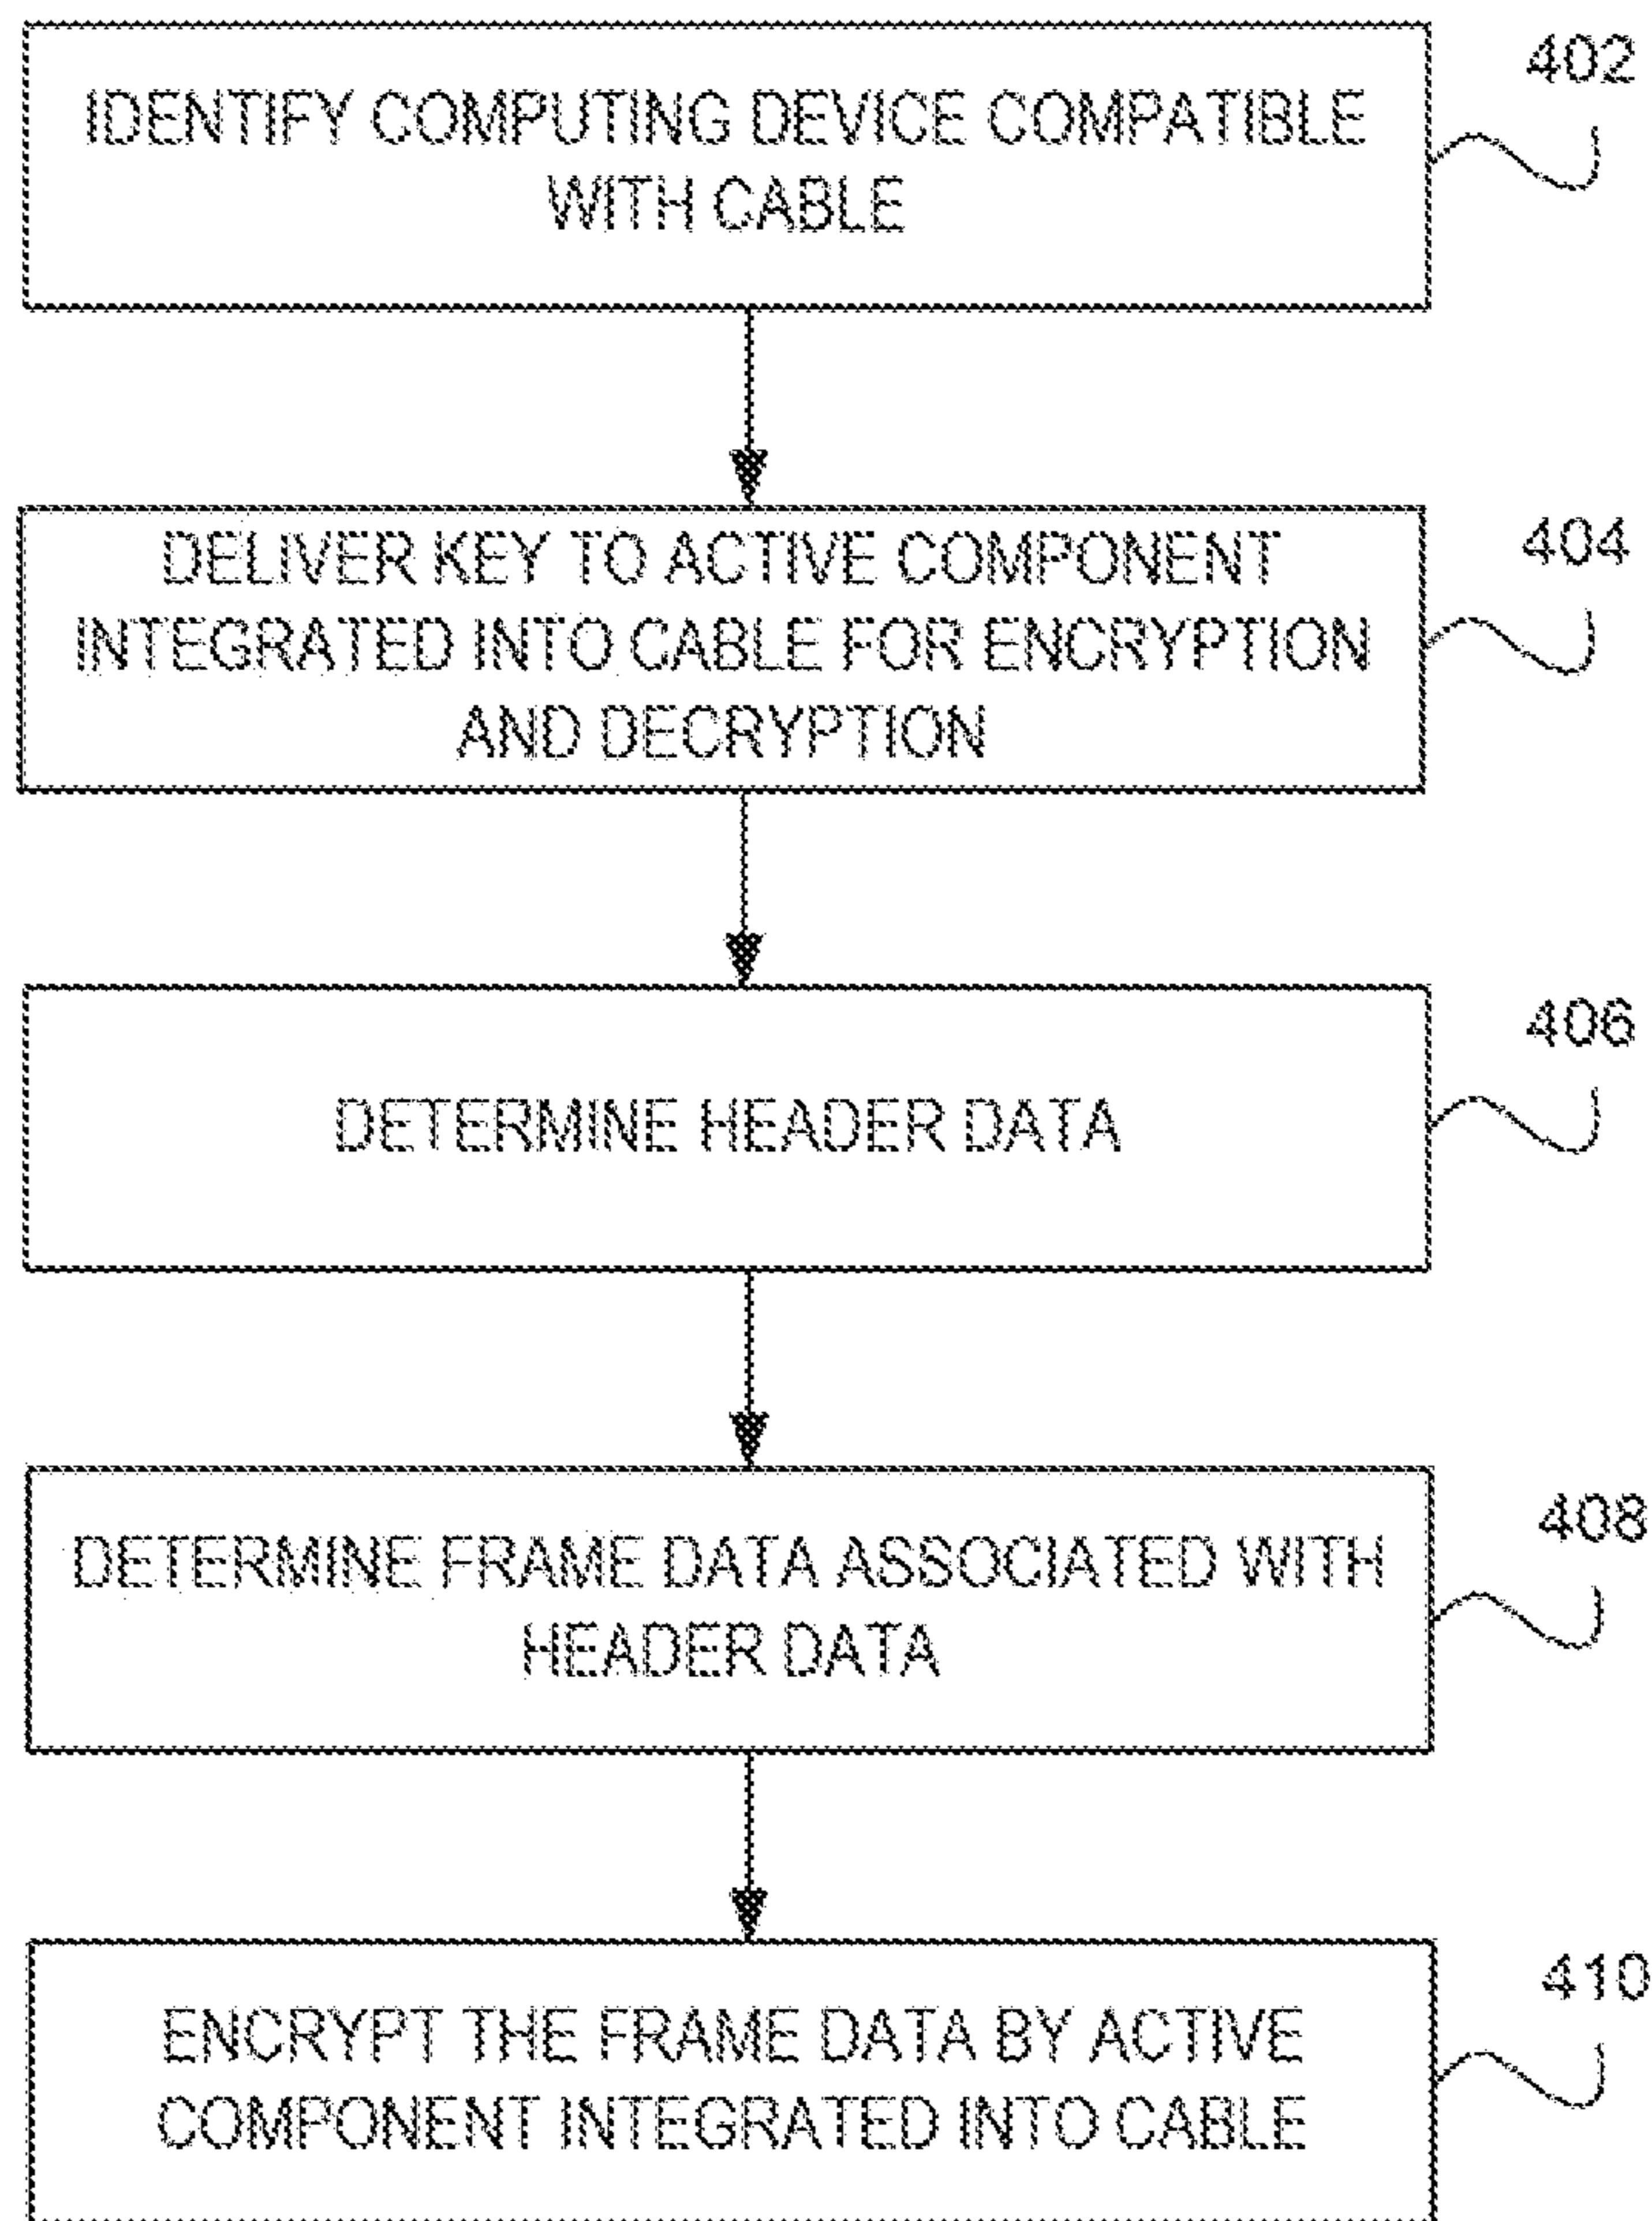 402
IDENTIFY COMPUTING DEVICE COMPATIBLE
WITH CABLE
404
DELIVER KEY TO ACTIVE COMPONENT
INTEGRATED INTO CABLE FOR ENCRYPTION
AND DECRYPTION
406
DETERMINE HEADER DATA
408
DETERMINE FRAME DATA ASSOCIATED WITH
HEADER DATA
410
ENCRYPT THE FRAME DATA BY ACTIVE
COMPONENT INTEGRATED INTO CABLE